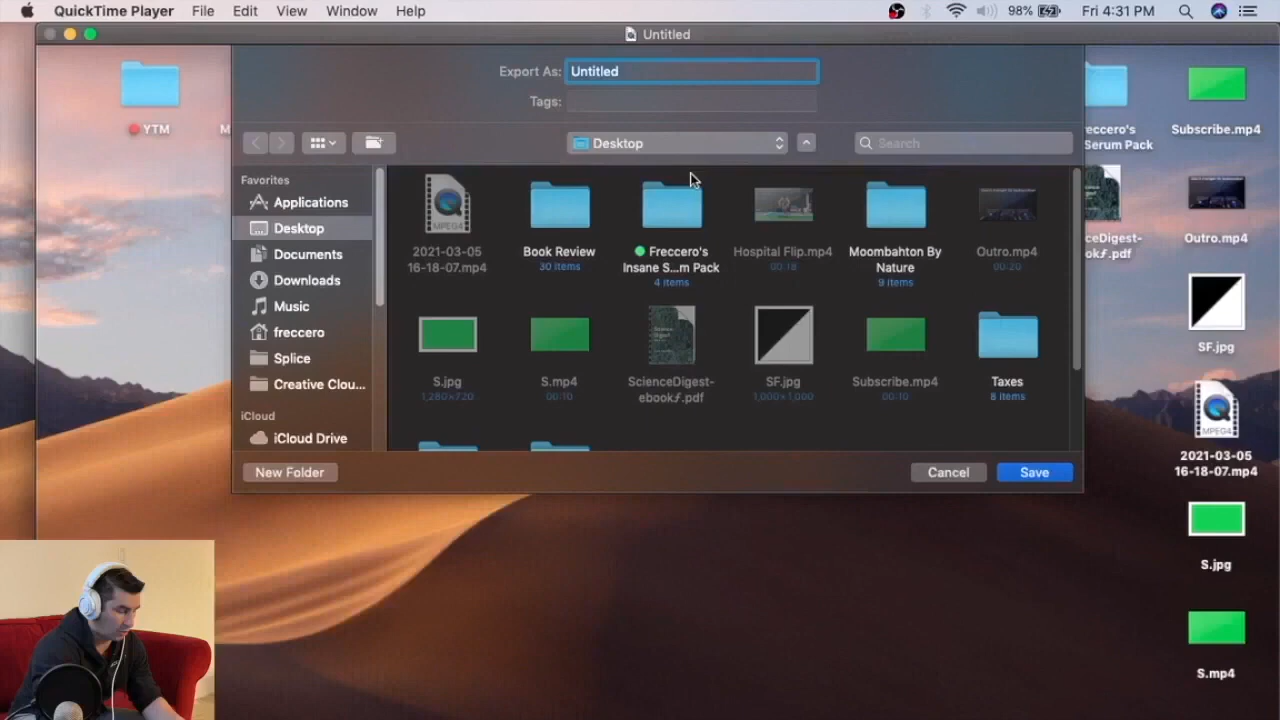 QuickTime Player File Edit View Window Help 98% Fri 4:31 PM
Untitled
Export As: Untitled
Tags:
YTM
M
Desktop
Search
reccero's
Serum Pack
Subscribe.mp4
Favorites
Applications
Desktop
Documents
Downloads
Music
freccero
Splice
Creative Clou...
iCloud
iCloud Drive
MPEG4
2021-03-05
16-18-07.mp4
Book Review
30 items
Freccero's
Insane S...m Pack
4 items
Hospital Flip.mp4
00:18
Moombahton By
Nature
9 items
Outro.mp4
00:20
S.jpg
1,280×720
S.mp4
00:10
ScienceDigest-
ebookƒ.pdf
SF.jpg
1,000×1,000
Subscribe.mp4
00:10
Taxes
8 items
New Folder
Cancel
Save
ceDigest-
okƒ.pdf
Outro.mp4
SF.jpg
MPEG4
2021-03-05
16-18-07.mp4
S.jpg
S.mp4